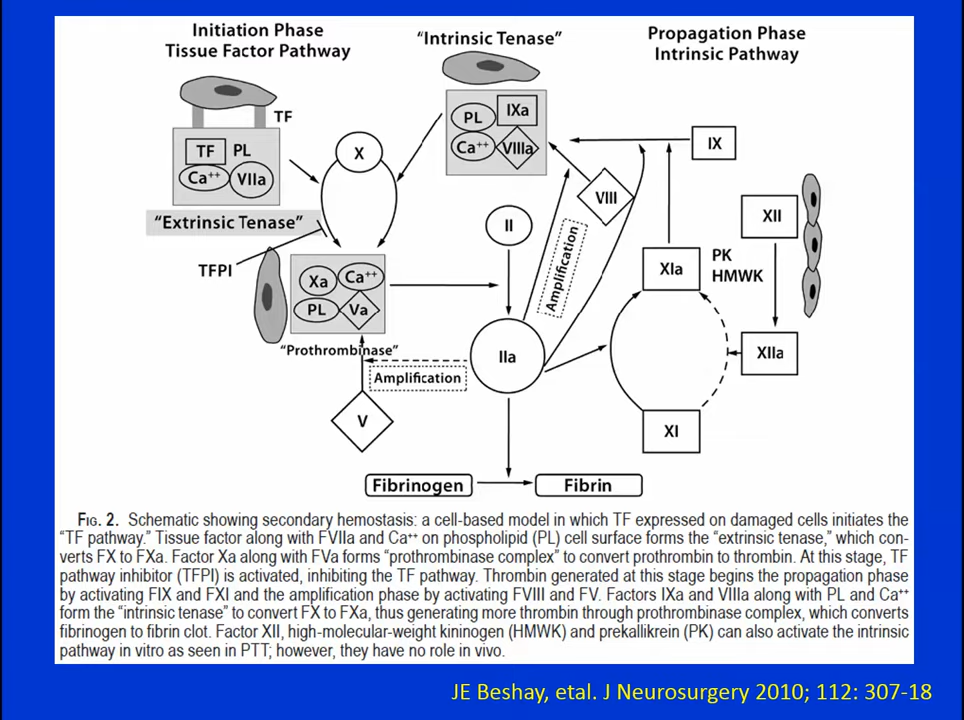 Initiation Phase
Tissue Factor Pathway
"Intrinsic Tenase"
Propagation Phase
Intrinsic Pathway
TF
TF
PL
Ca++
VIIa
"Extrinsic Tenase"
TFPI
X
PL
IXa
Ca++
VIIIa
IX
VIII
XII
II
Amplification
XIa
PK
HMWK
Xa
Ca++
PL
Va
"Prothrombinase"
IIa
XIIa
Amplification
V
XI
Fibrinogen
Fibrin
Fig. 2. Schematic showing secondary hemostasis: a cell-based model in which TF expressed on damaged cells initiates the
"TF pathway." Tissue factor along with FVIIa and Ca++ on phospholipid (PL) cell surface forms the "extrinsic tenase," which con-
verts FX to FXa. Factor Xa along with FVa forms "prothrombinase complex" to convert prothrombin to thrombin. At this stage, TF
pathway inhibitor (TFPI) is activated, inhibiting the TF pathway. Thrombin generated at this stage begins the propagation phase
by activating FIX and FXI and the amplification phase by activating FVIII and FV. Factors IXa and VIIIa along with PL and Ca++
form the "intrinsic tenase" to convert FX to FXa, thus generating more thrombin through prothrombinase complex, which converts
fibrinogen to fibrin clot. Factor XII, high-molecular-weight kininogen (HMWK) and prekallikrein (PK) can also activate the intrinsic
pathway in vitro as seen in PTT; however, they have no role in vivo.
JE Beshay, etal. J Neurosurgery 2010; 112: 307-18